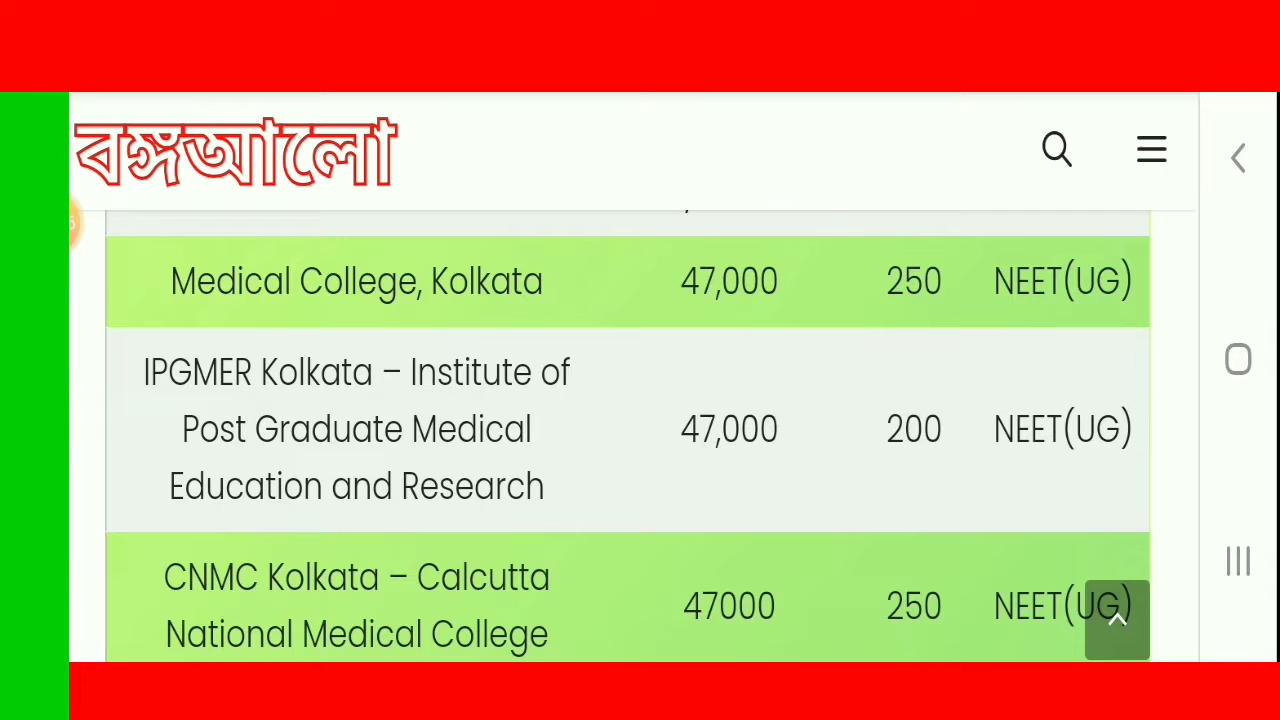 বঙ্গআলো
Medical College, Kolkata 47,000 250 NEET(UG)
IPGMER Kolkata – Institute of
Post Graduate Medical 47,000 200 NEET(UG)
Education and Research
CNMC Kolkata – Calcutta
47000 250 NEET(UG)
National Medical College